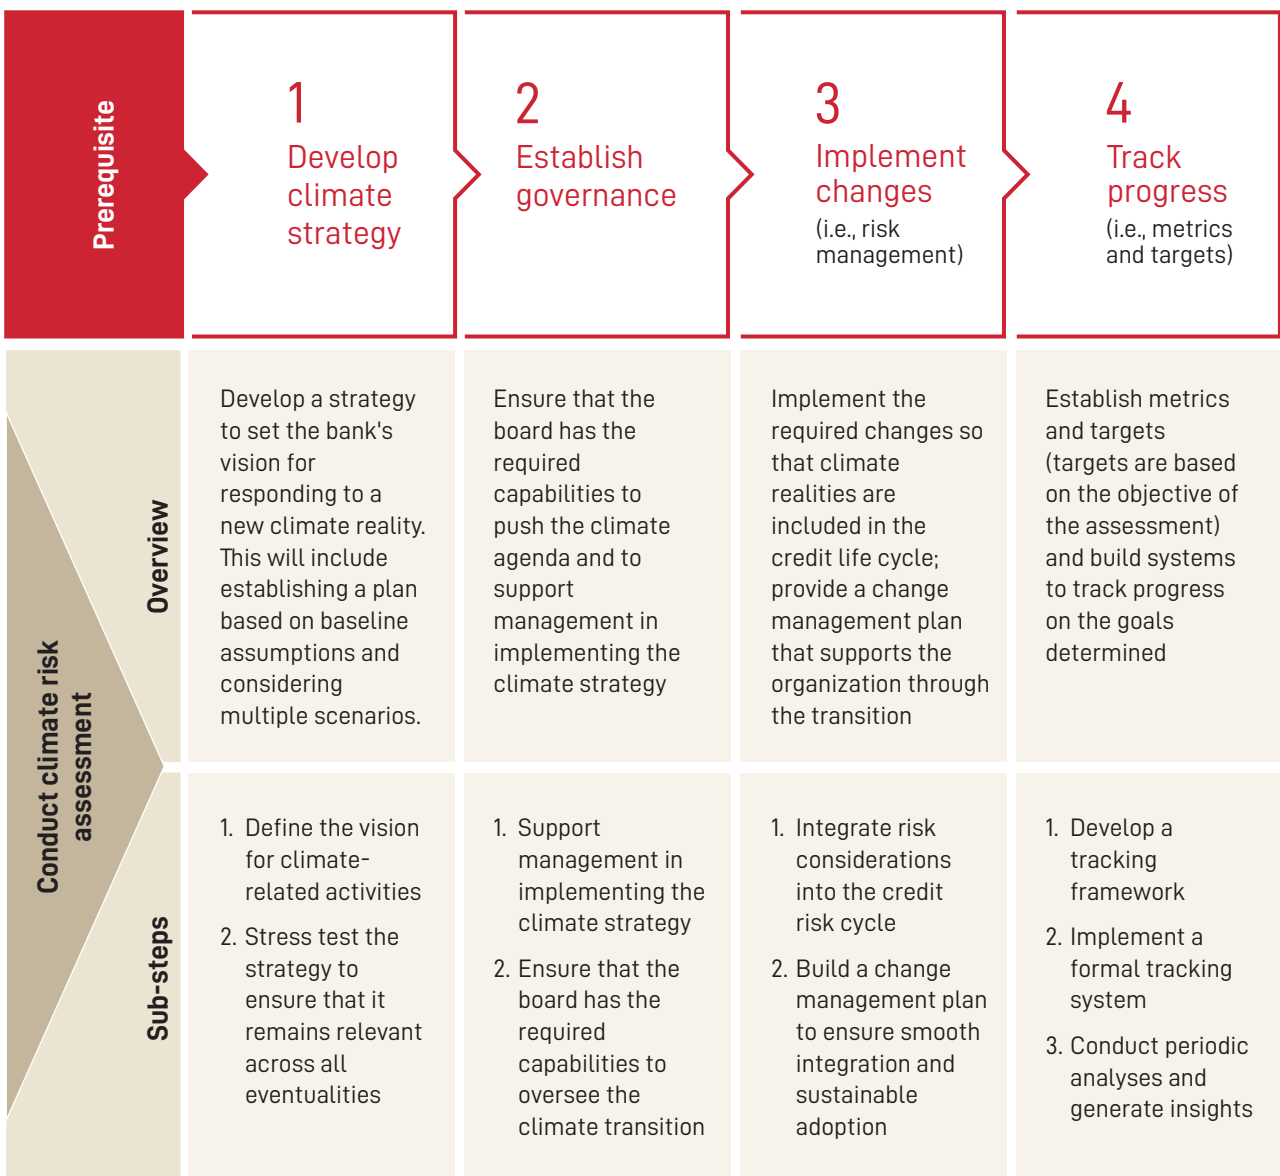 Prerequisite
1
Develop
climate
strategy
2
Establish
governance
3
Implement
changes
(i.e., risk
management)
4
Track
progress
(i.e., metrics
and targets)
Conduct climate risk
assessment
Overview
Develop a strategy
to set the bank's
vision for
responding to a
new climate reality.
This will include
establishing a plan
based on baseline
assumptions and
considering
multiple scenarios.
Ensure that the
board has the
required
capabilities to
push the climate
agenda and to
support
management in
implementing the
climate strategy
Implement the
required changes so
that climate
realities are
included in the
credit life cycle;
provide a change
management plan
that supports the
organization through
the transition
Establish metrics
and targets
(targets are based
on the objective of
the assessment)
and build systems
to track progress
on the goals
determined
Sub-steps
1. Define the vision
for climate-
related activities
2. Stress test the
strategy to
ensure that it
remains relevant
across all
eventualities
1. Support
management in
implementing the
climate strategy
2. Ensure that the
board has the
required
capabilities to
oversee the
climate transition
1. Integrate risk
considerations
into the credit
risk cycle
2. Build a change
management plan
to ensure smooth
integration and
sustainable
adoption
1. Develop a
tracking
framework
2. Implement a
formal tracking
system
3. Conduct periodic
analyses and
generate insights